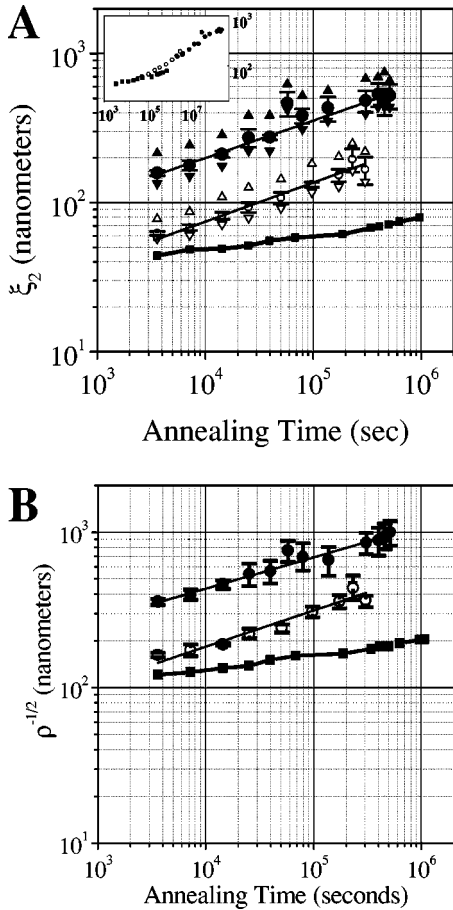 A
10³
10³
10²
10³ 10⁵ 10⁷
10²
ξ₂ (nanometers)
10¹
10³ 10⁴ 10⁵ 10⁶
Annealing Time (sec)
B
10³
ρ⁻¹/² (nanometers)
10²
10¹
10³ 10⁴ 10⁵ 10⁶
Annealing Time (seconds)